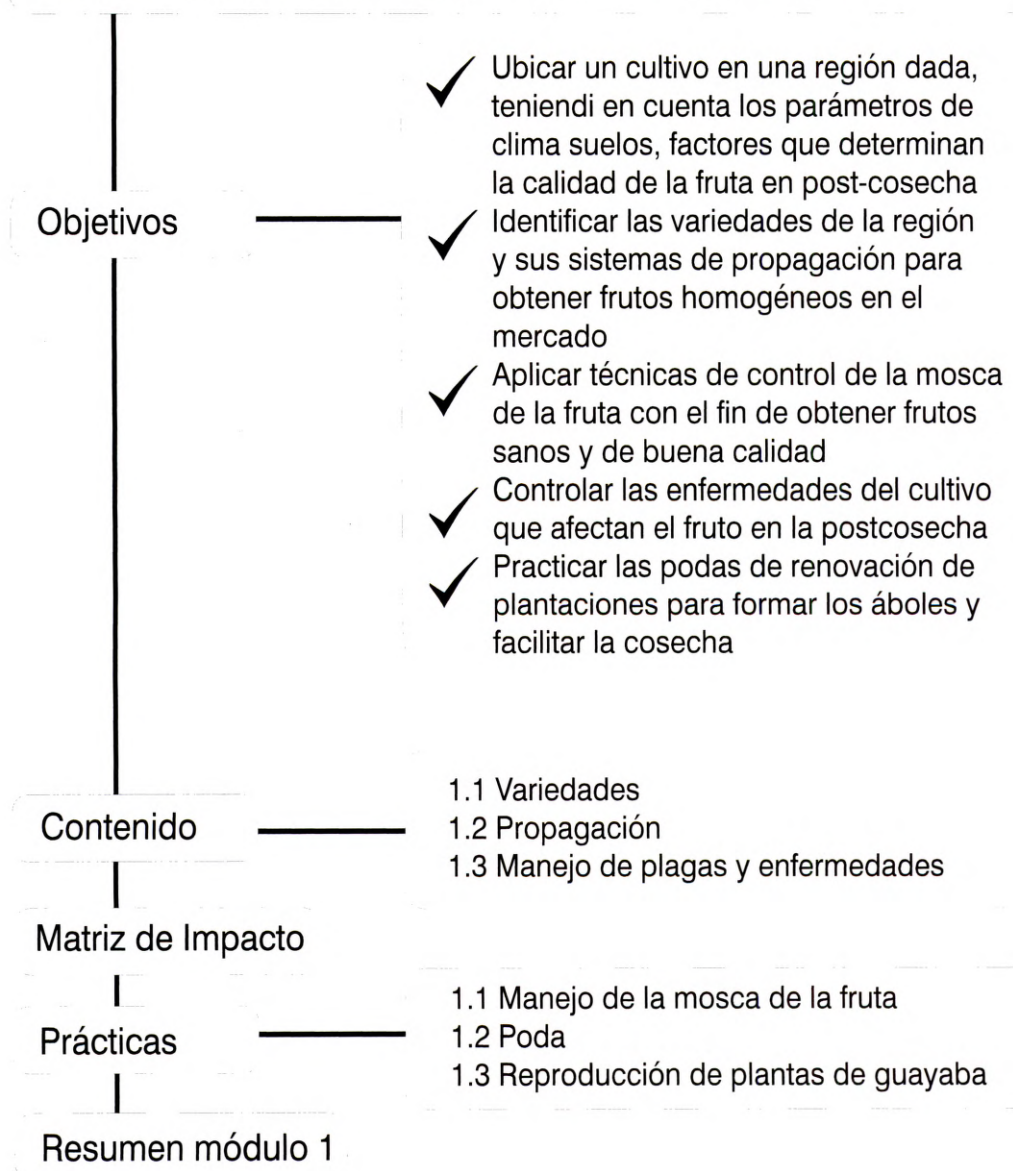 Objetivos
Ubicar un cultivo en una región dada,
teniendi en cuenta los parámetros de
clima suelos, factores que determinan
la calidad de la fruta en post-cosecha
Identificar las variedades de la región
y sus sistemas de propagación para
obtener frutos homogéneos en el
mercado
Aplicar técnicas de control de la mosca
de la fruta con el fin de obtener frutos
sanos y de buena calidad
Controlar las enfermedades del cultivo
que afectan el fruto en la postcosecha
Practicar las podas de renovación de
plantaciones para formar los áboles y
facilitar la cosecha
Contenido
1.1 Variedades
1.2 Propagación
1.3 Manejo de plagas y enfermedades
Matriz de Impacto
Prácticas
1.1 Manejo de la mosca de la fruta
1.2 Poda
1.3 Reproducción de plantas de guayaba
Resumen módulo 1